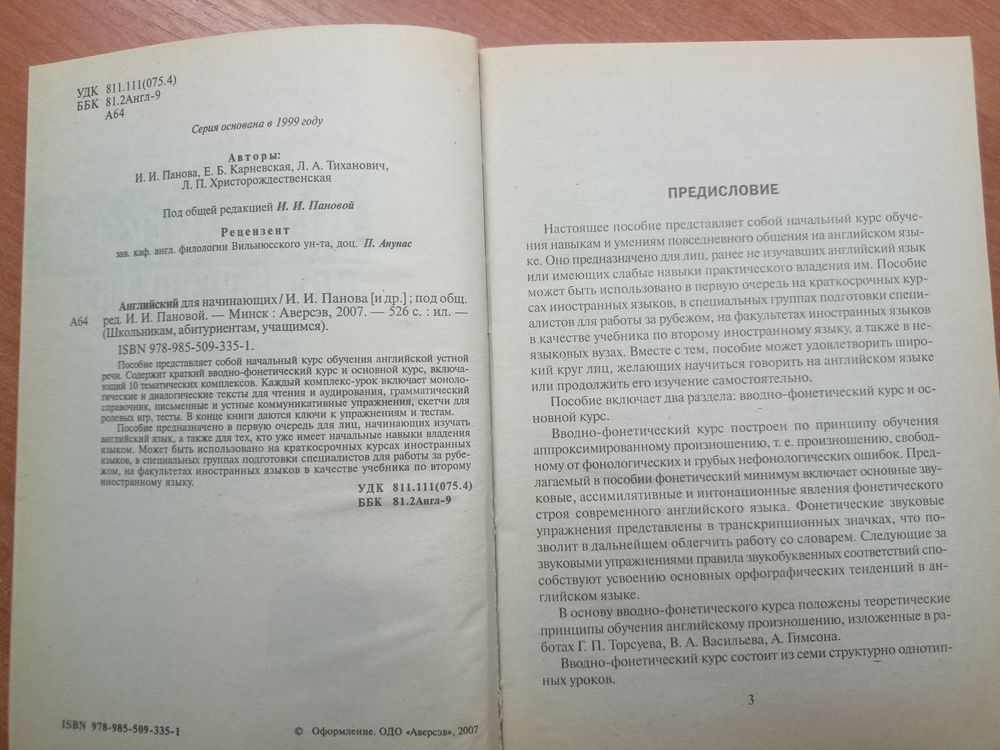 УДК 811.111(075.4)
ББК 81.2Англ-9
А64
Серия основана в 1999 году
Авторы:
И. И. Панова, Е. Б. Карневская, Л. А. Тиханович,
Л. П. Христорождественская
Под общей редакцией И. И. Пановой
Рецензент
зав. каф. англ. филологии Вильнюсского ун-та, доц. П. Анупас
Английский для начинающих / И. И. Панова [и др.] ; под общ.
А64 ред. И. И. Пановой. — Минск : Аверсэв, 2007. — 526 с. : ил. —
(Школьникам, абитуриентам, учащимся).
ISBN 978-985-509-335-1.
Пособие представляет собой начальный курс обучения английской устной
речи. Содержит краткий вводно-фонетический курс и основной курс, включа-
ющий 10 тематических комплексов. Каждый комплекс-урок включает моноло-
гические и диалогические тексты для чтения и аудирования, грамматический
справочник, письменные и устные коммуникативные упражнения, скетчи для
ролевых игр, тесты. В конце книги даются ключи к упражнениям и тестам.
Пособие предназначено в первую очередь для лиц, начинающих изучать
английский язык, а также для тех, кто уже имеет начальные навыки владения
языком. Может быть использовано на краткосрочных курсах иностранных
языков, в специальных группах подготовки специалистов для работы за рубе-
жом, на факультетах иностранных языков в качестве учебника по второму
иностранному языку.
УДК 811.111(075.4)
ББК 81.2Англ-9
ISBN 978-985-509-335-1
© Оформление. ОДО «Аверсэв», 2007
ПРЕДИСЛОВИЕ
Настоящее пособие представляет собой начальный курс обуче-
ния навыкам и умениям повседневного общения на английском язы-
ке. Оно предназначено для лиц, ранее не изучавших английский язык
или имеющих слабые навыки практического владения им. Пособие
может быть использовано в первую очередь на краткосрочных кур-
сах иностранных языков, в специальных группах подготовки специ-
алистов для работы за рубежом, на факультетах иностранных языков
в качестве учебника по второму иностранному языку, а также в не-
языковых вузах. Вместе с тем, пособие может удовлетворить широ-
кий круг лиц, желающих научиться говорить на английском языке
или продолжить его изучение самостоятельно.
Пособие включает два раздела: вводно-фонетический курс и ос-
новной курс.
Вводно-фонетический курс построен по принципу обучения
аппроксимированному произношению, т. е. произношению, свобод-
ному от фонологических и грубых нефонологических ошибок. Пред-
лагаемый в пособии фонетический минимум включает основные зву-
ковые, ассимилятивные и интонационные явления фонетического
строя современного английского языка. Фонетические звуковые
упражнения представлены в транскрипционных значках, что по-
зволит в дальнейшем облегчить работу со словарем. Следующие за
звуковыми упражнениями правила звукобуквенных соответствий спо-
собствуют усвоению основных орфографических тенденций в ан-
глийском языке.
В основу вводно-фонетического курса положены теоретические
принципы обучения английскому произношению, изложенные в ра-
ботах Г. П. Торсуева, В. А. Васильева, А. Гимсона.
Вводно-фонетический курс состоит из семи структурно однотип-
ных уроков.
3